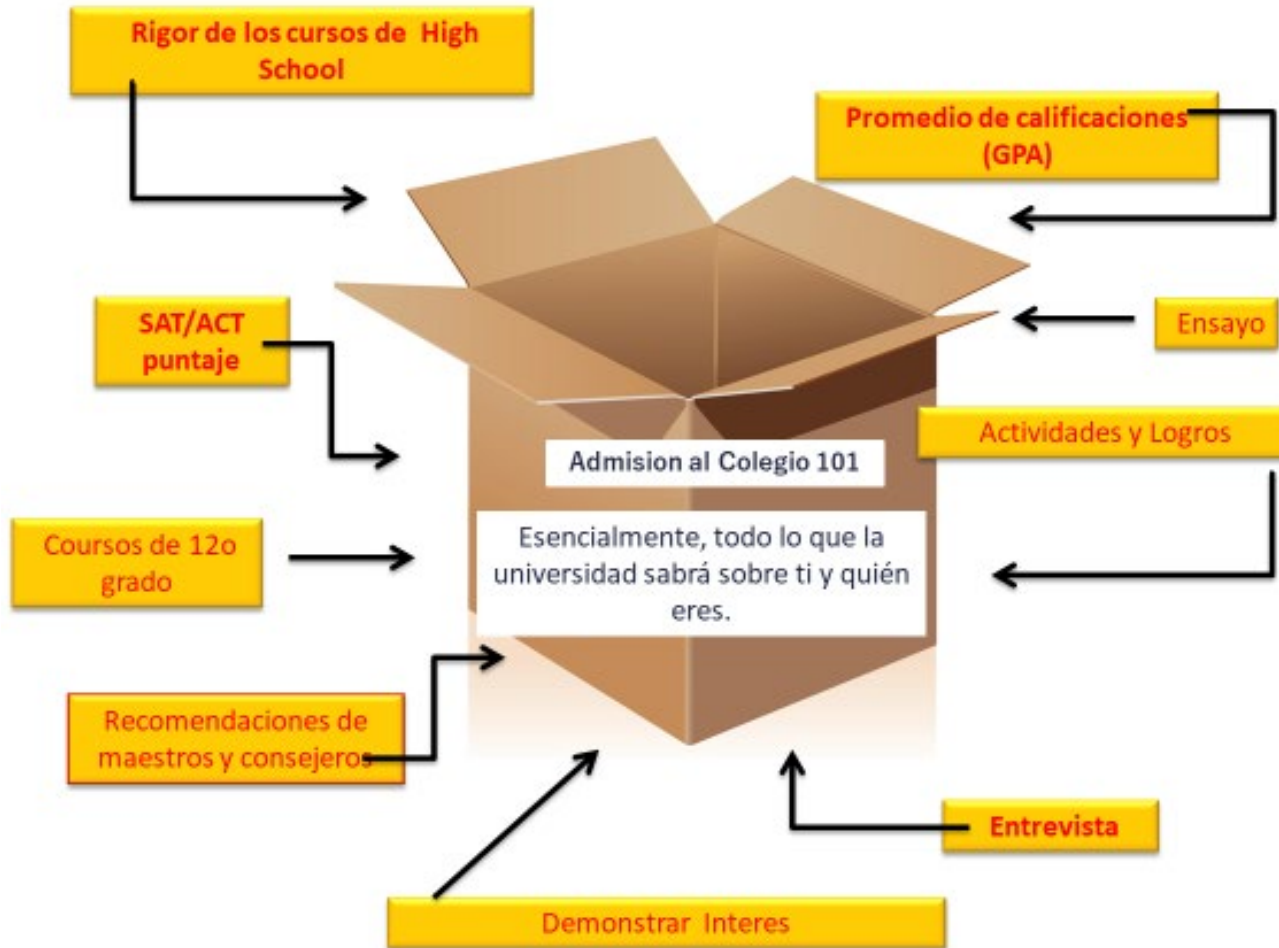 Rigor de los cursos de High
School
Promedio de calificaciones
(GPA)
SAT/ACT
puntaje
Ensayo
Actividades y Logros
Admision al Colegio 101
Coursos de 12o
grado
Esencialmente, todo lo que la
universidad sabrá sobre ti y quién
eres.
Recomendaciones de
maestros y consejeros
Entrevista
Demonstrar Interes